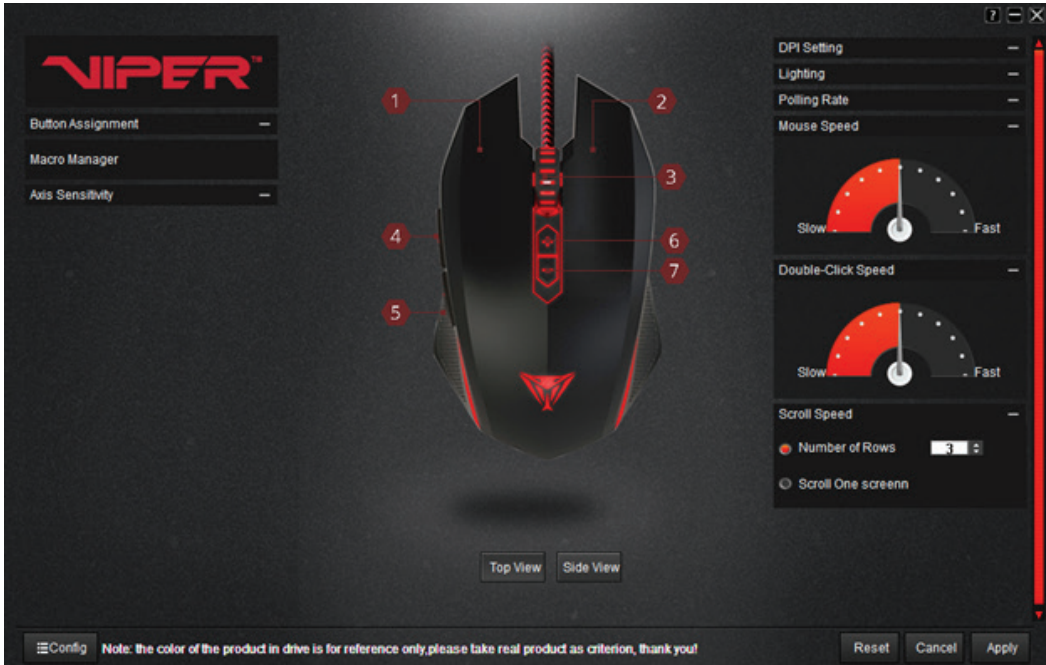 ?
VIPER™
Button Assignment
Macro Manager
Axis Sensitivity
1
2
3
4
5
6
7
DPI Setting
Lighting
Polling Rate
Mouse Speed
Slow Fast
Double-Click Speed
Slow Fast
Scroll Speed
Number of Rows 3
Scroll One screenn
Top View Side View
Config Note: the color of the product in drive is for reference only,please take real product as criterion, thank you! Reset Cancel Apply